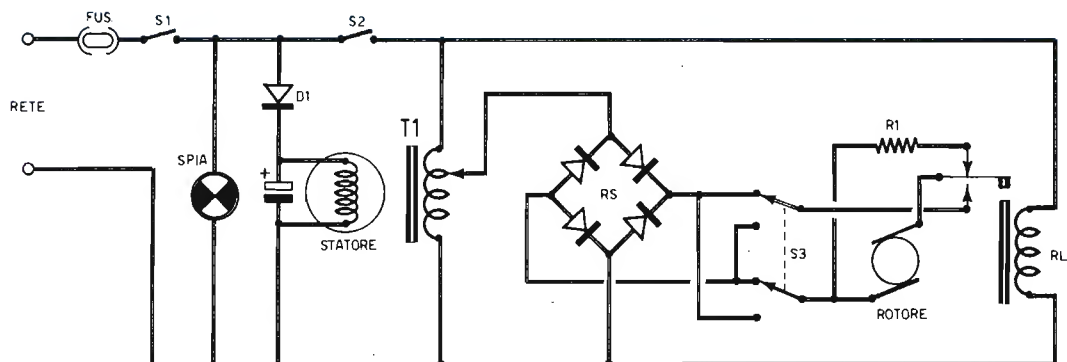 FUS.
S1
S2
D1
RETE
T1
R1
SPIA
+
RS
STATORE
S3
RL
ROTORE